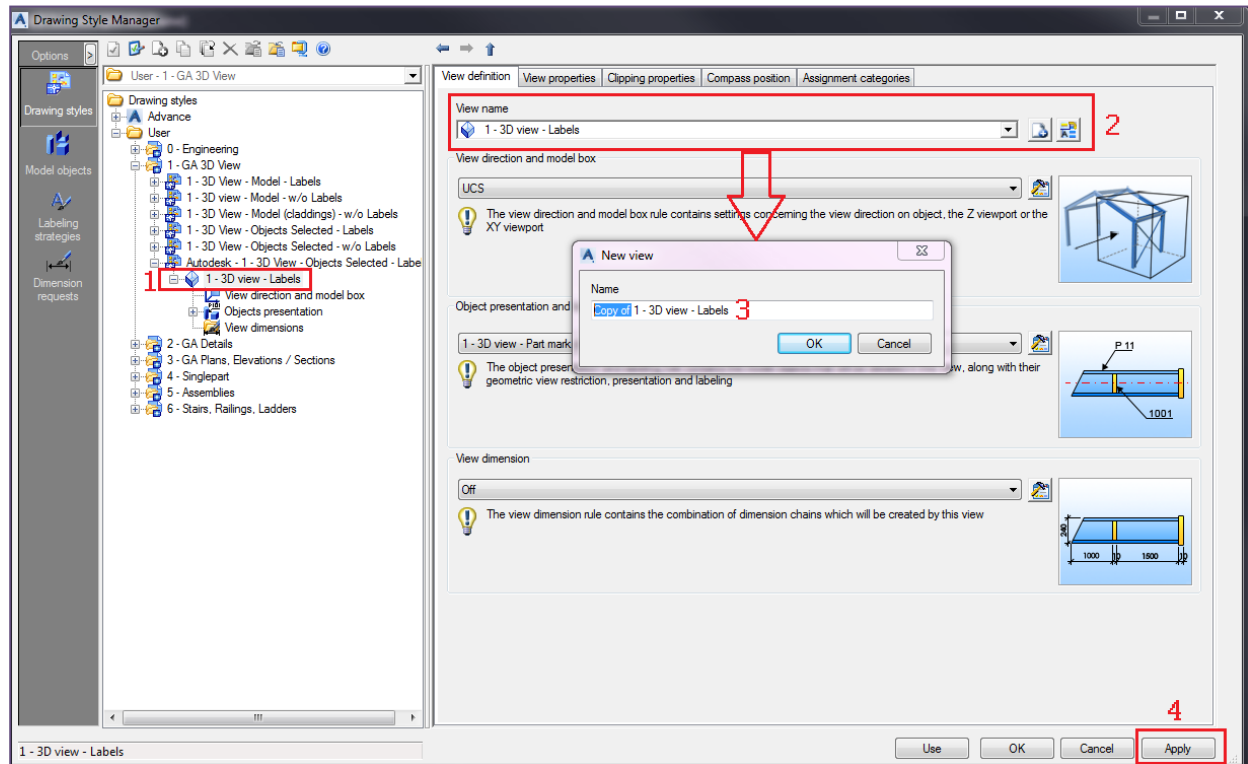 Drawing Style Manager
Options
Drawing styles
Model objects
Labeling
strategies
Dimension
requests
User - 1 - GA 3D View
Drawing styles
Advance
User
0 - Engineering
1 - GA 3D View
1 - 3D View - Model - Labels
1 - 3D view - Model - w/o Labels
1 - 3D View - Model (claddings) - w/o Labels
1 - 3D View - Objects Selected - Labels
1 - 3D View - Objects Selected - w/o Labels
Autodesk - 1 - 3D View - Objects Selected - Labe
1
1 - 3D view - Labels
View direction and model box
Objects presentation
View dimensions
2 - GA Details
3 - GA Plans, Elevations / Sections
4 - Singlepart
5 - Assemblies
6 - Stairs, Railings, Ladders
View definition
View properties
Clipping properties
Compass position
Assignment categories
View name
1 - 3D view - Labels
2
View direction and model box
UCS
The view direction and model box rule contains settings concerning the view direction on object, the Z viewport or the
XY viewport
New view
Name
Copy of 1 - 3D view - Labels
3
OK
Cancel
Object presentation and
1 - 3D view - Part mark
The object presen
ew, along with their
geometric view restriction, presentation and labeling
P 11
1001
View dimension
Off
The view dimension rule contains the combination of dimension chains which will be created by this view
240
1000
10
1500
10
4
1 - 3D view - Labels
Use
OK
Cancel
Apply